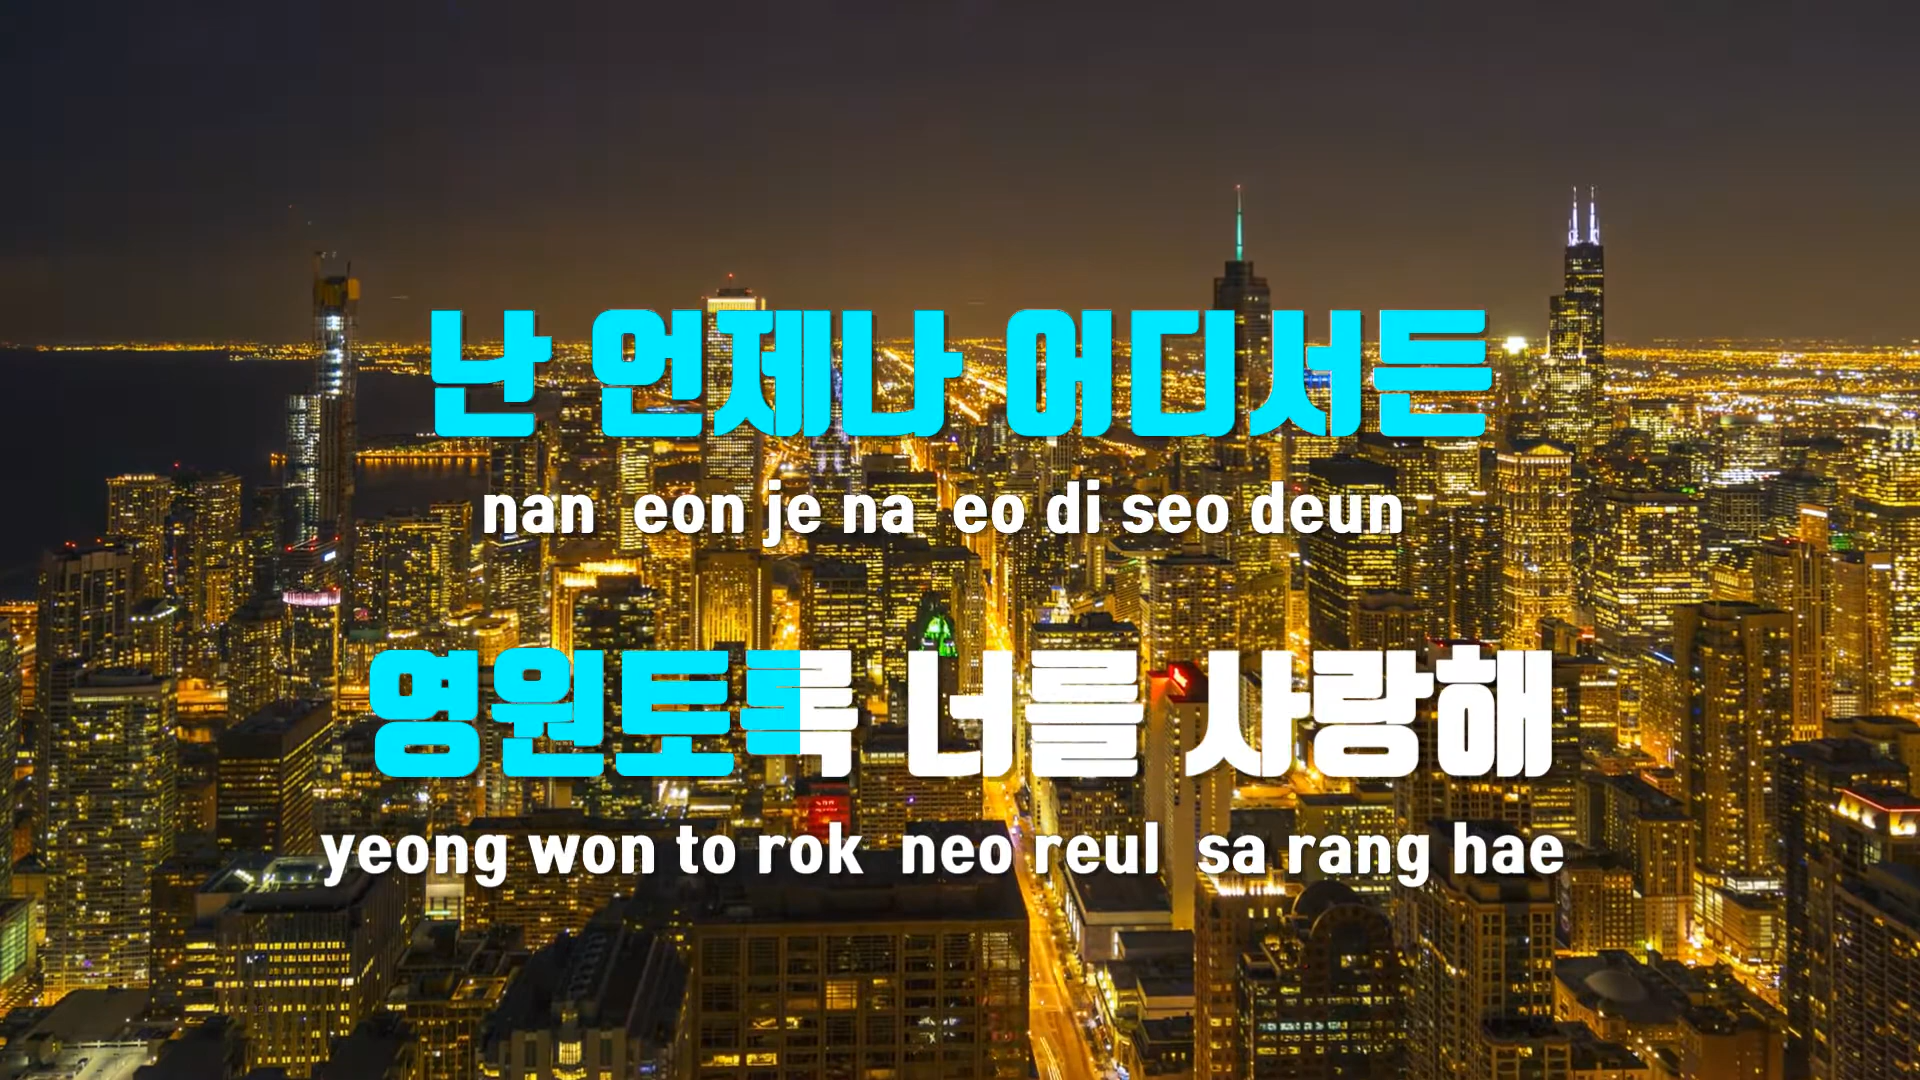 난 언제나 어디서든
nan eon je na eo di seo deun
영원토록 너를 사랑해
yeong won to rok neo reul sa rang hae